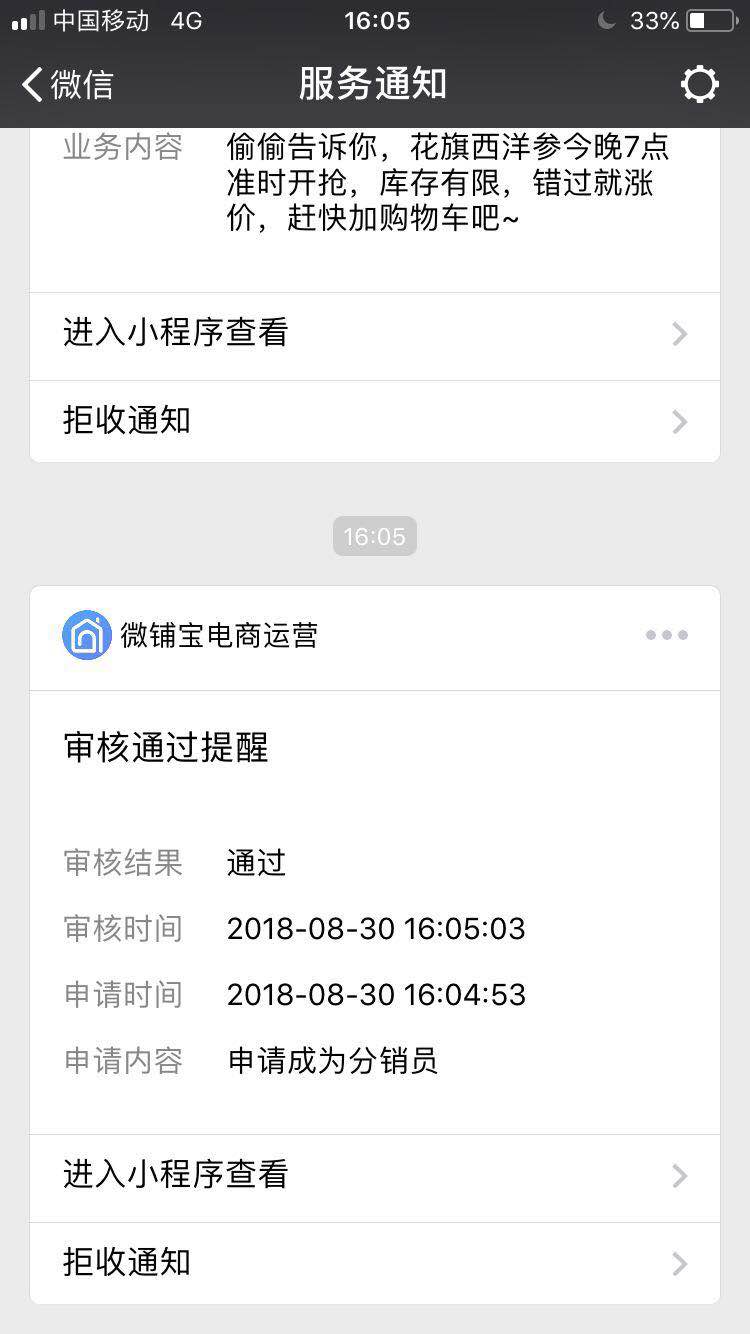 中国移动 4G 16:05 33%
微信 服务通知
业务内容 偷偷告诉你，花旗西洋参今晚7点
准时开抢，库存有限，错过就涨
价，赶快加购物车吧~
进入小程序查看
拒收通知
16:05
微铺宝电商运营
审核通过提醒
审核结果 通过
审核时间 2018-08-30 16:05:03
申请时间 2018-08-30 16:04:53
申请内容 申请成为分销员
进入小程序查看
拒收通知